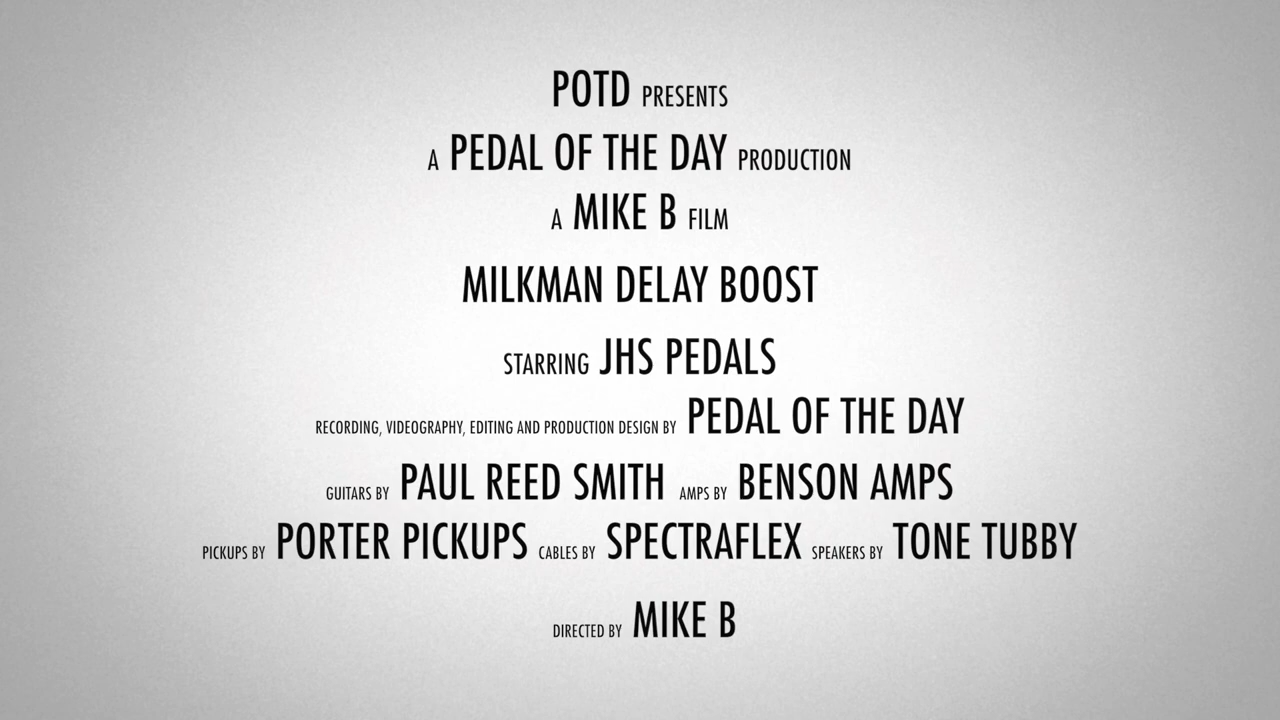 POTD PRESENTS
A PEDAL OF THE DAY PRODUCTION
A MIKE B FILM
MILKMAN DELAY BOOST
STARRING JHS PEDALS
RECORDING, VIDEOGRAPHY, EDITING AND PRODUCTION DESIGN BY PEDAL OF THE DAY
GUITARS BY PAUL REED SMITH AMPS BY BENSON AMPS
PICKUPS BY PORTER PICKUPS CABLES BY SPECTRAFLEX SPEAKERS BY TONE TUBBY
DIRECTED BY MIKE B